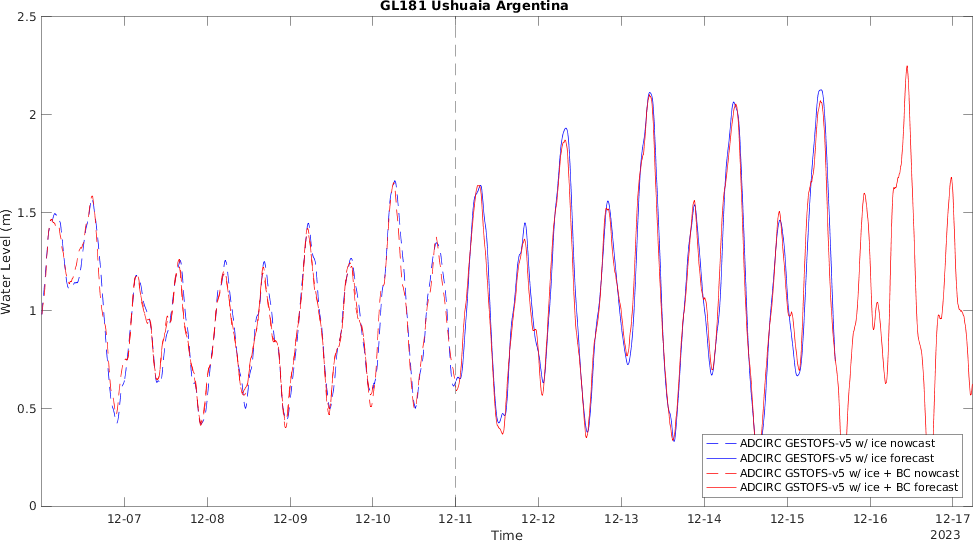 GL181 Ushuaia Argentina
2.5
2
1.5
1
0.5
0
Water Level (m)
ADCIRC GESTOFS-v5 w/ ice nowcast
ADCIRC GESTOFS-v5 w/ ice forecast
ADCIRC GSTOFS-v5 w/ ice + BC nowcast
ADCIRC GSTOFS-v5 w/ ice + BC forecast
12-07 12-08 12-09 12-10 12-11 12-12 12-13 12-14 12-15 12-16 12-17
Time
2023